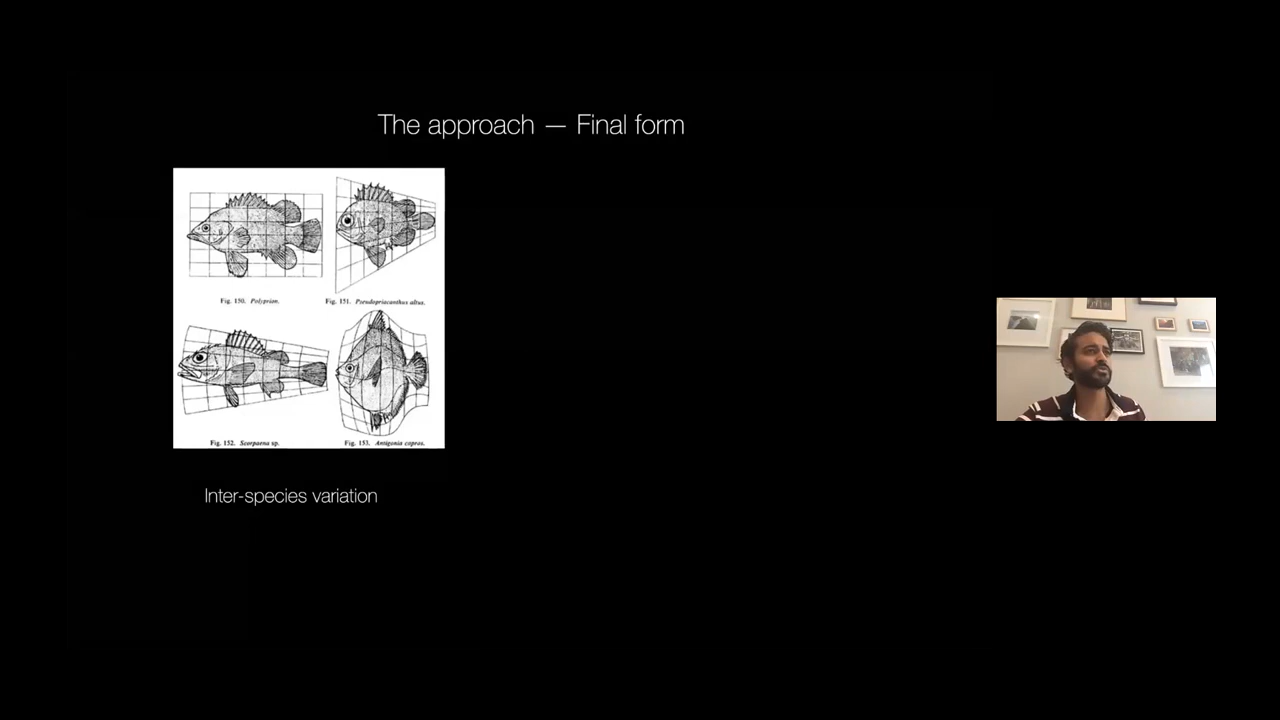 The approach — Final form
Fig. 150. Polyprion.
Fig. 151. Pseudopriacanthus altus.
Fig. 152. Scorpaena sp.
Fig. 153. Antigonia capros.
Inter-species variation